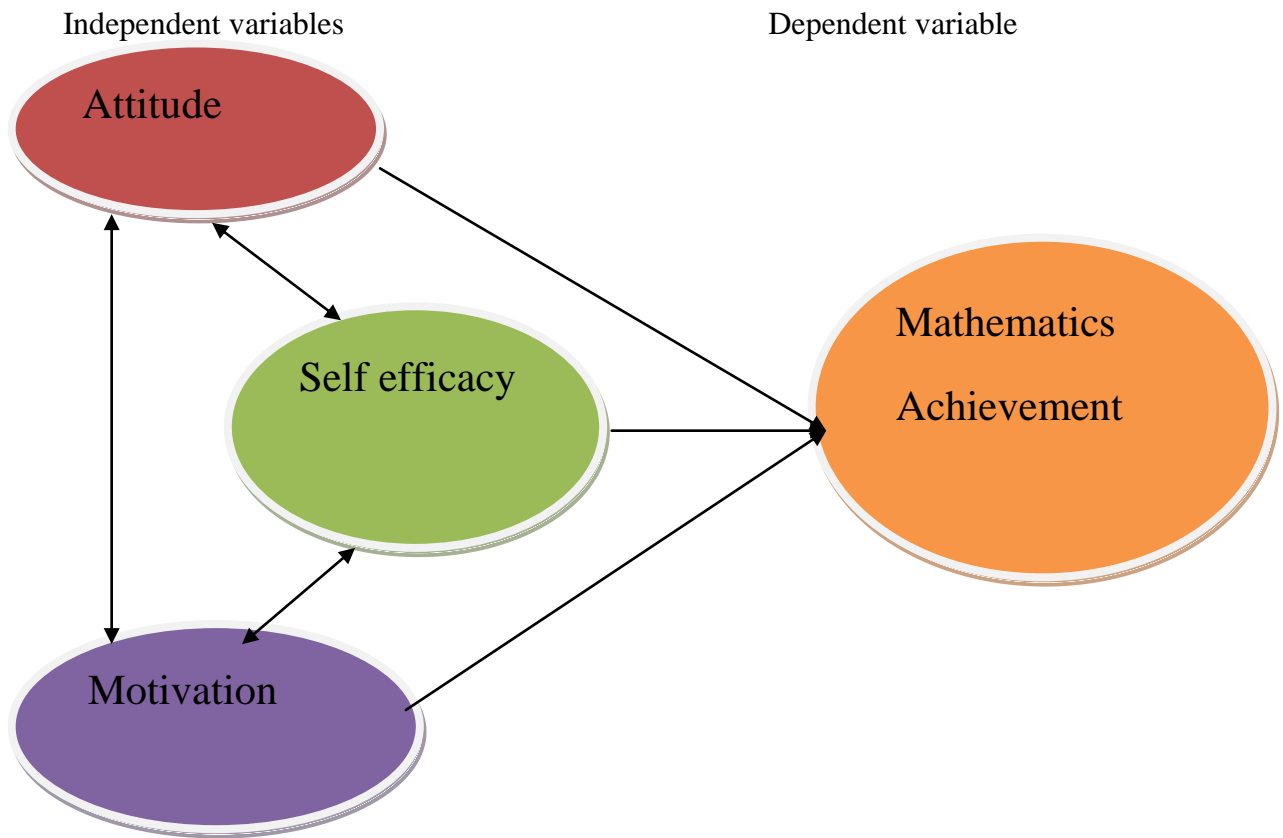 Independent variables
Dependent variable
Attitude
Self efficacy
Motivation
Mathematics
Achievement